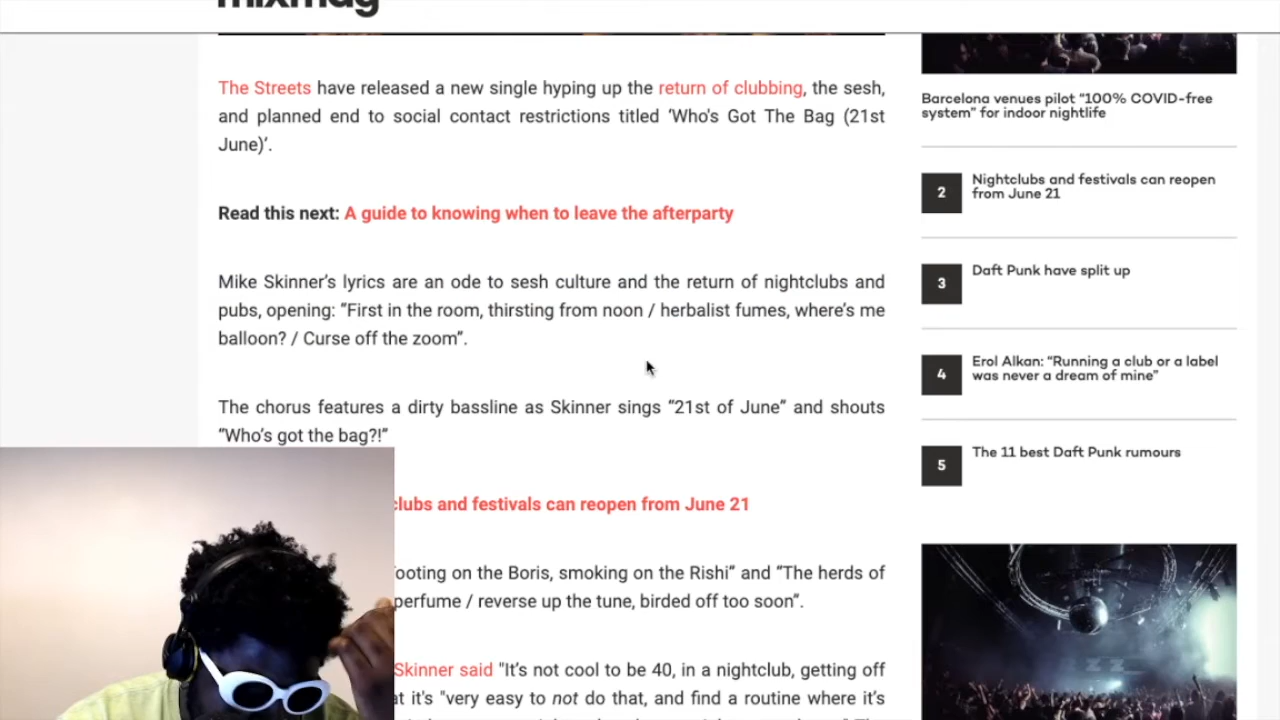 mixmag
The Streets have released a new single hyping up the return of clubbing, the sesh,
and planned end to social contact restrictions titled ‘Who's Got The Bag (21st
June)’.
Read this next: A guide to knowing when to leave the afterparty
Mike Skinner’s lyrics are an ode to sesh culture and the return of nightclubs and
pubs, opening: “First in the room, thirsting from noon / herbalist fumes, where’s me
balloon? / Curse off the zoom”.
The chorus features a dirty bassline as Skinner sings “21st of June” and shouts
“Who’s got the bag?!”
clubs and festivals can reopen from June 21
footing on the Boris, smoking on the Rishi” and “The herds of
perfume / reverse up the tune, birded off too soon”.
Skinner said "It’s not cool to be 40, in a nightclub, getting off
it's "very easy to not do that, and find a routine where it’s
Barcelona venues pilot “100% COVID-free
system” for indoor nightlife
2
Nightclubs and festivals can reopen
from June 21
3
Daft Punk have split up
4
Erol Alkan: “Running a club or a label
was never a dream of mine”
5
The 11 best Daft Punk rumours